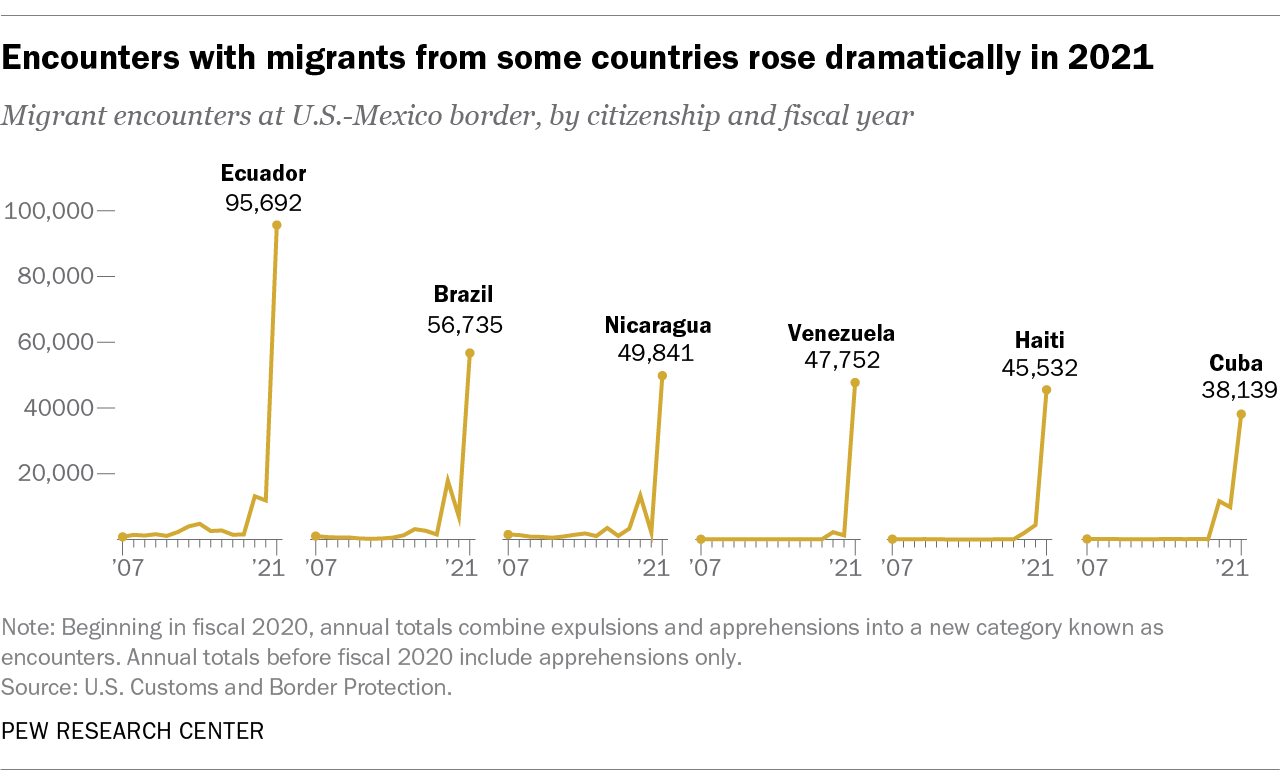 Encounters with migrants from some countries rose dramatically in 2021
Migrant encounters at U.S.-Mexico border, by citizenship and fiscal year
Ecuador
95,692
Brazil
56,735
Nicaragua
49,841
Venezuela
47,752
Haiti
45,532
Cuba
38,139
100,000
80,000
60,000
40000
20,000
’07 ’21 ’07 ’21 ’07 ’21 ’07 ’21 ’07 ’21 ’07 ’21
Note: Beginning in fiscal 2020, annual totals combine expulsions and apprehensions into a new category known as
encounters. Annual totals before fiscal 2020 include apprehensions only.
Source: U.S. Customs and Border Protection.
PEW RESEARCH CENTER